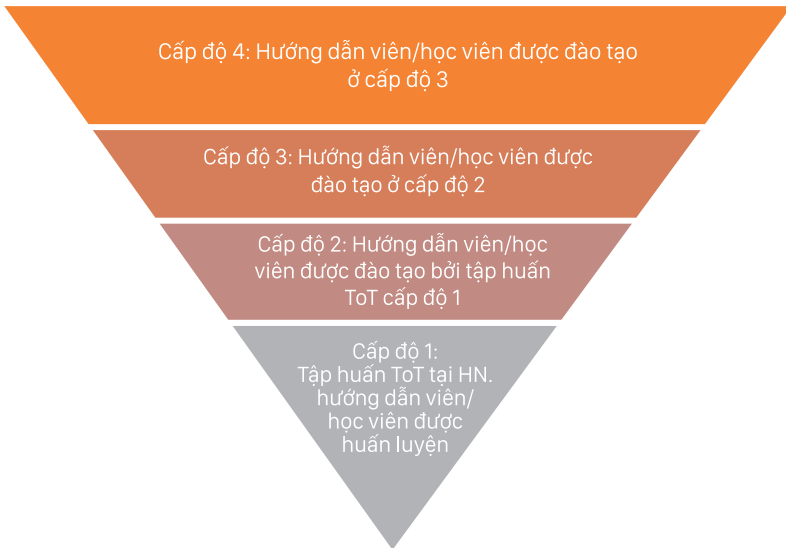 Cấp độ 4: Hướng dẫn viên/học viên được đào tạo
ở cấp độ 3
Cấp độ 3: Hướng dẫn viên/học viên được
đào tạo ở cấp độ 2
Cấp độ 2: Hướng dẫn viên/học
viên được đào tạo bởi tập huấn
ToT cấp độ 1
Cấp độ 1:
Tập huấn ToT tại HN.
hướng dẫn viên/
học viên được
huấn luyện